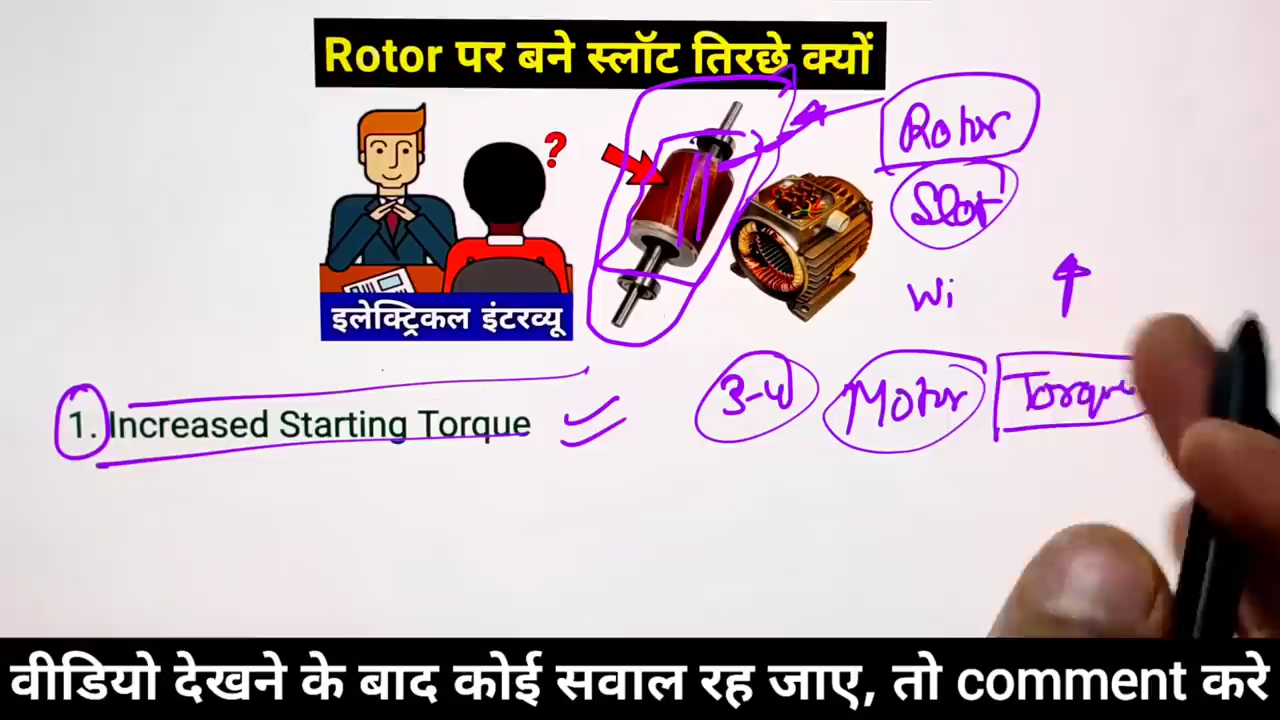 Rotor पर बने स्लॉट तिरछे क्यों
?
Rotor
Slot
इलेक्ट्रिकल इंटरव्यू
Wi
1. Increased Starting Torque
3-φ Motor Torque
वीडियो देखने के बाद कोई सवाल रह जाए, तो comment करे